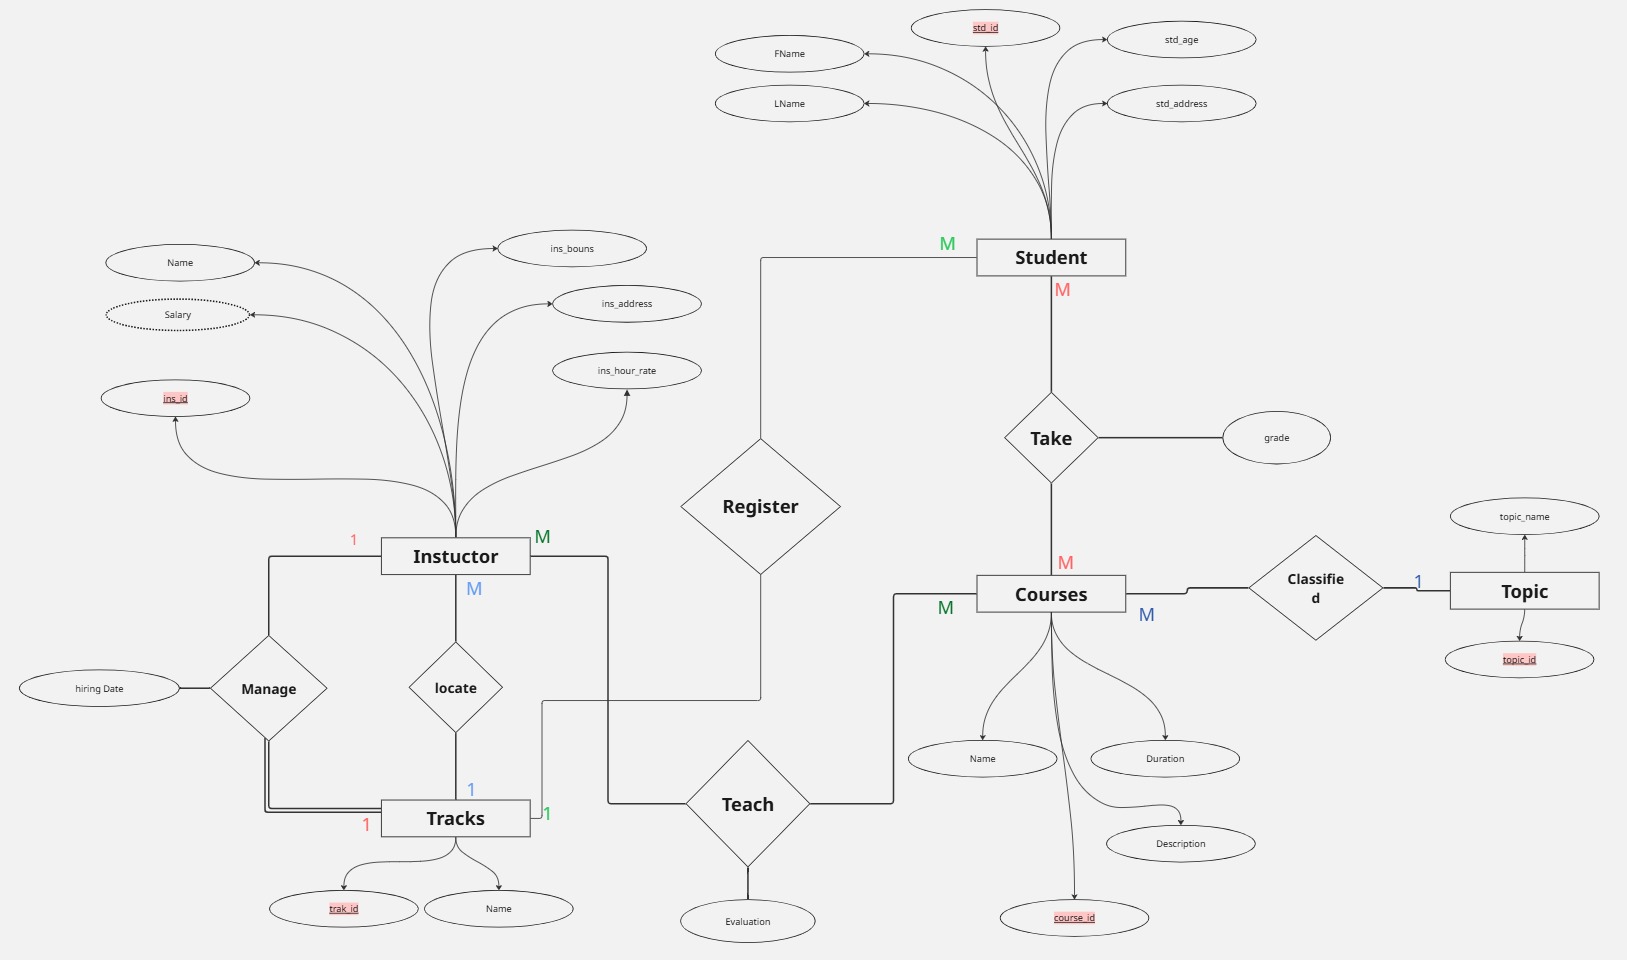 std_id
std_age
FName
LName
std_address
M
Student
M
ins_bouns
Name
ins_address
Salary
ins_hour_rate
ins_id
Take
grade
Register
topic_name
1
Instuctor
M
M
M
Courses
M
M
Classifie
d
1
Topic
topic_id
hiring Date
Manage
locate
Name
Duration
1
1
Tracks
1
Teach
Description
trak_id
Name
Evaluation
course_id